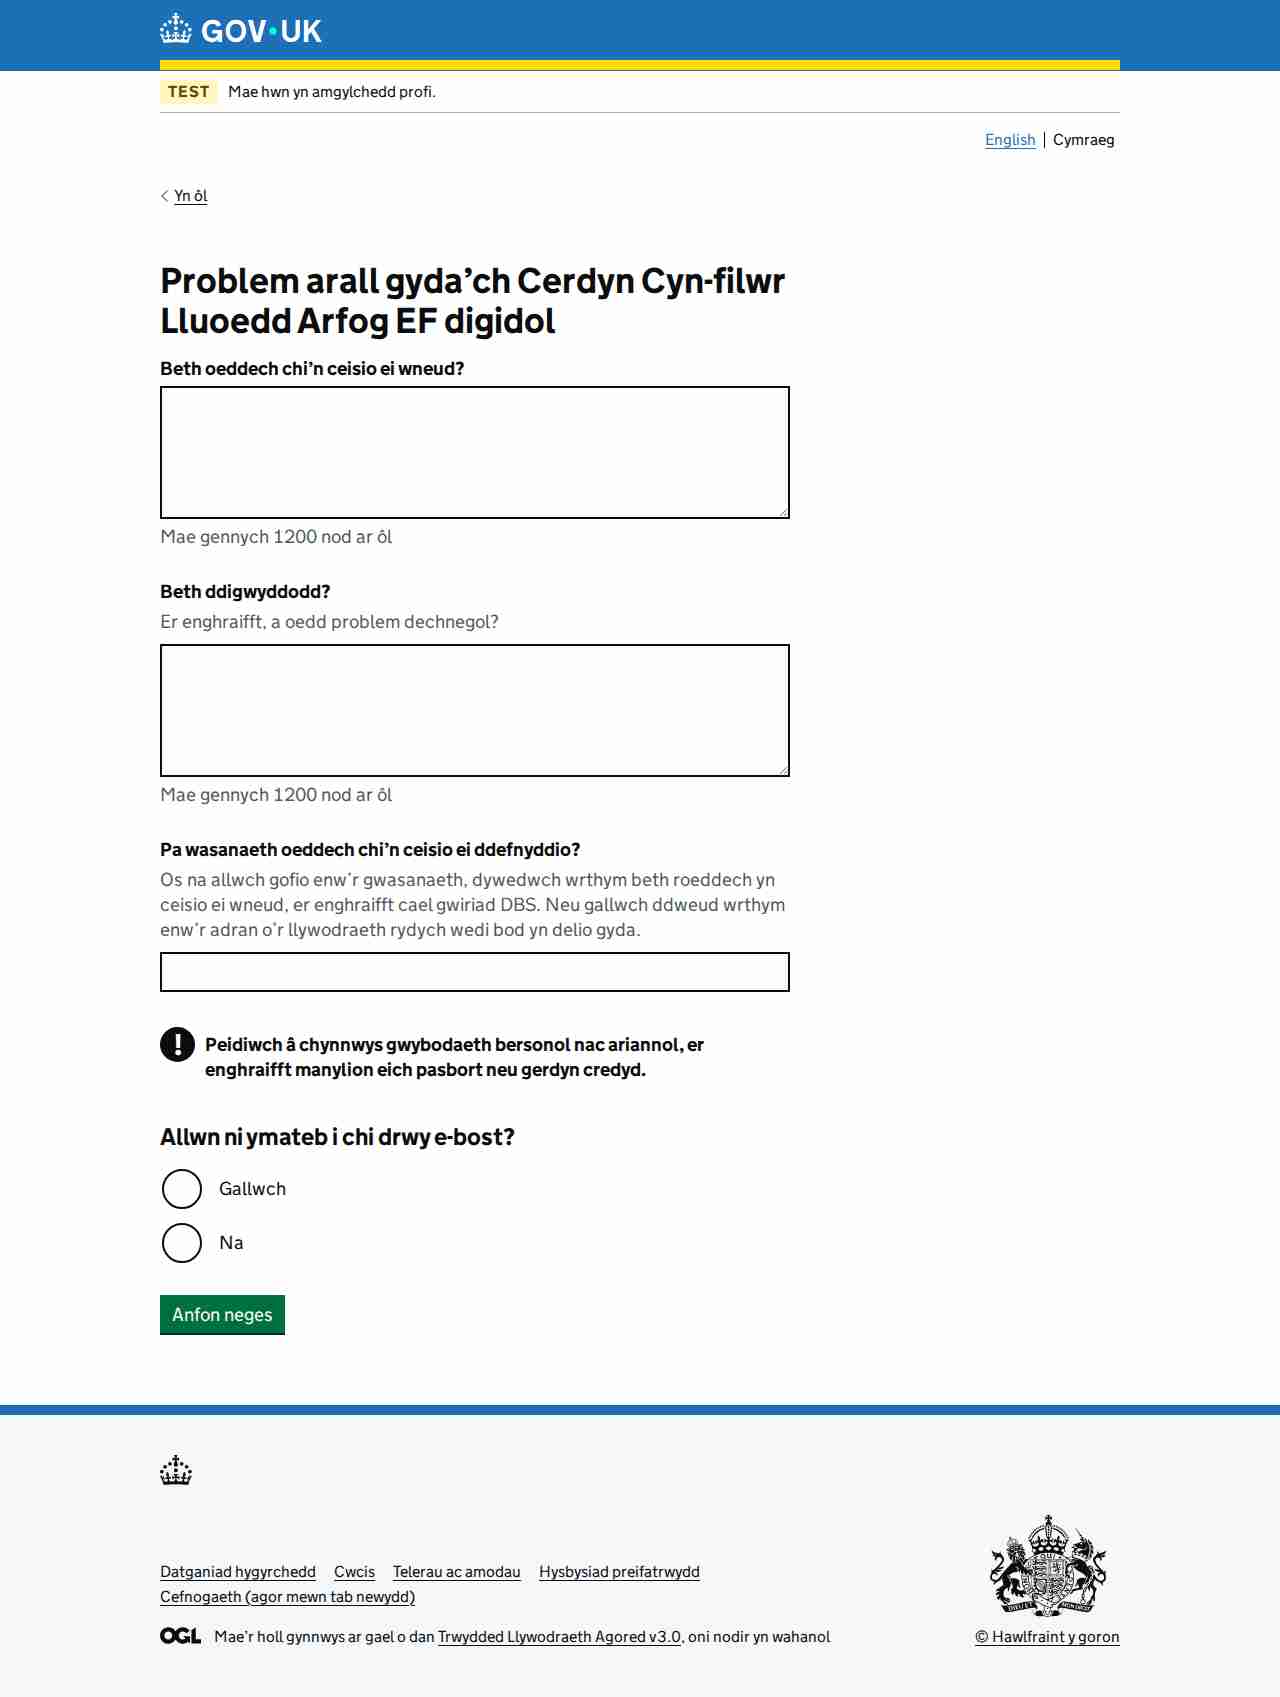 GOV·UK
TEST Mae hwn yn amgylchedd profi.
English | Cymraeg
Yn ôl
Problem arall gyda’ch Cerdyn Cyn-filwr
Lluoedd Arfog EF digidol
Beth oeddech chi’n ceisio ei wneud?
Mae gennych 1200 nod ar ôl
Beth ddigwyddodd?
Er enghraifft, a oedd problem dechnegol?
Mae gennych 1200 nod ar ôl
Pa wasanaeth oeddech chi’n ceisio ei ddefnyddio?
Os na allwch gofio enw’r gwasanaeth, dywedwch wrthym beth roeddech yn
ceisio ei wneud, er enghraifft cael gwiriad DBS. Neu gallwch ddweud wrthym
enw’r adran o’r llywodraeth rydych wedi bod yn delio gyda.
Peidiwch â chynnwys gwybodaeth bersonol nac ariannol, er
enghraifft manylion eich pasbort neu gerdyn credyd.
Allwn ni ymateb i chi drwy e-bost?
Gallwch
Na
Anfon neges
Datganiad hygyrchedd Cwcis Telerau ac amodau Hysbysiad preifatrwydd
Cefnogaeth (agor mewn tab newydd)
OGL Mae’r holl gynnwys ar gael o dan Trwydded Llywodraeth Agored v3.0, oni nodir yn wahanol
© Hawlfraint y goron